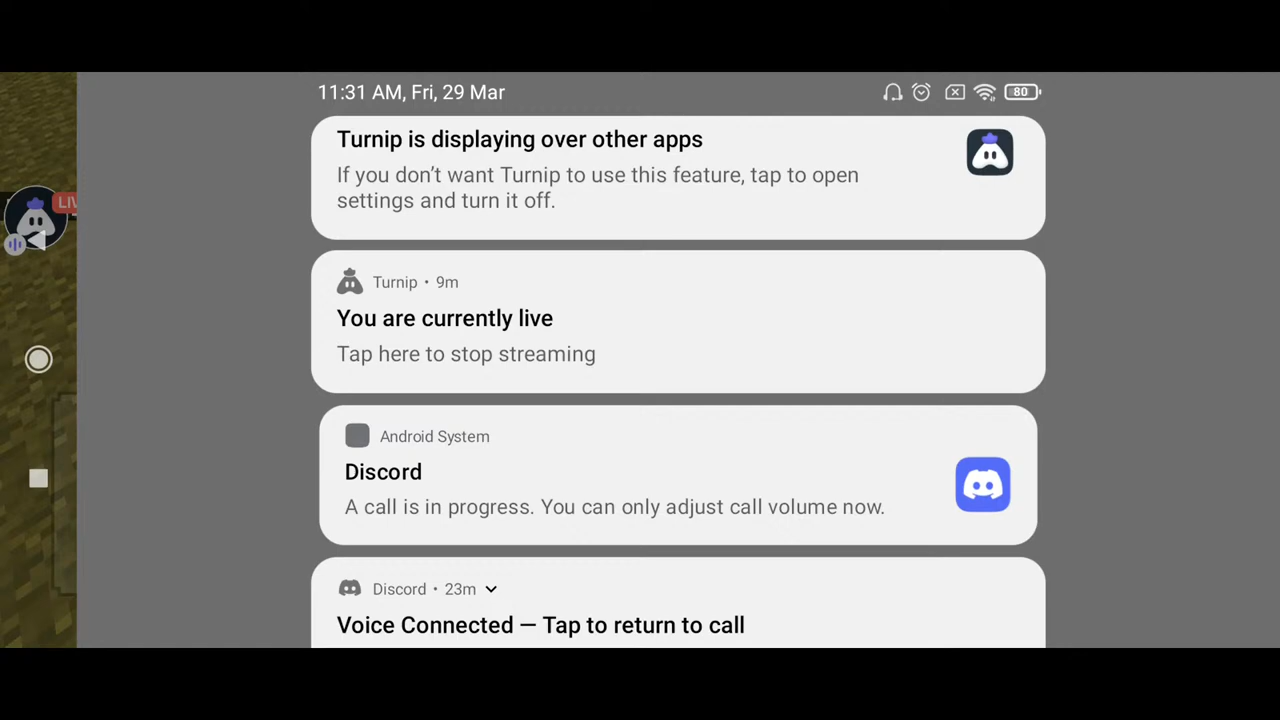 11:31 AM, Fri, 29 Mar
80
Turnip is displaying over other apps
If you don’t want Turnip to use this feature, tap to open
settings and turn it off.
LIV
Turnip • 9m
You are currently live
Tap here to stop streaming
Android System
Discord
A call is in progress. You can only adjust call volume now.
Discord • 23m
Voice Connected — Tap to return to call